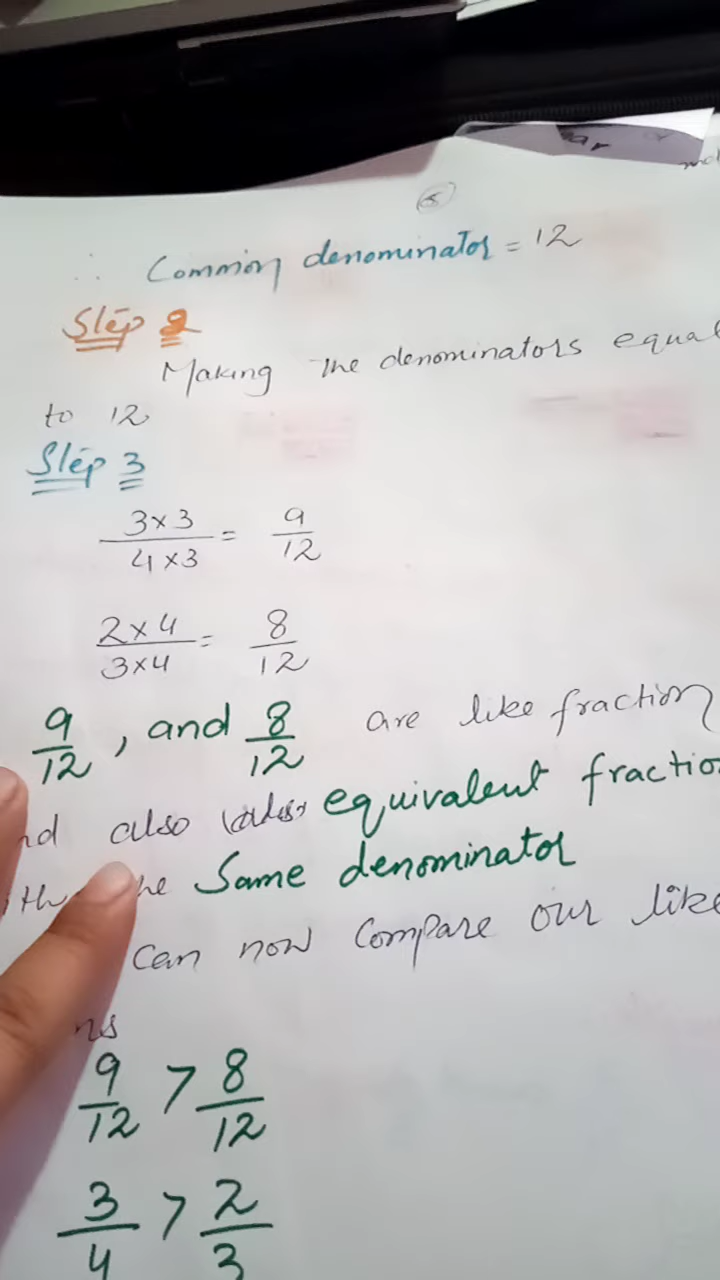 5
∴ Common denominator = 12
Step 2
Making the denominators equal
to 12
Step 3
3×3/4×3 = 9/12
2×4/3×4 = 8/12
9/12, and 8/12 are like fraction
also equivalent fractio
Same denominator
can now compare our like
ns
9/12 > 8/12
3/4 > 2/3